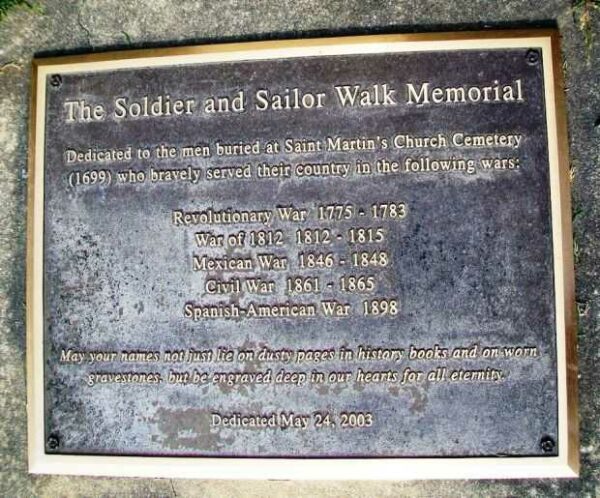 The Soldier and Sailor Walk Memorial
Dedicated to the men buried at Saint Martin's Church Cemetery
(1699) who bravely served their country in the following wars:
Revolutionary War 1775 - 1783
War of 1812 1812 - 1815
Mexican War 1846 - 1848
Civil War 1861 - 1865
Spanish-American War 1898
May your names not just lie on dusty pages in history books and on worn
gravestones, but be engraved deep in our hearts for all eternity.
Dedicated May 24, 2003